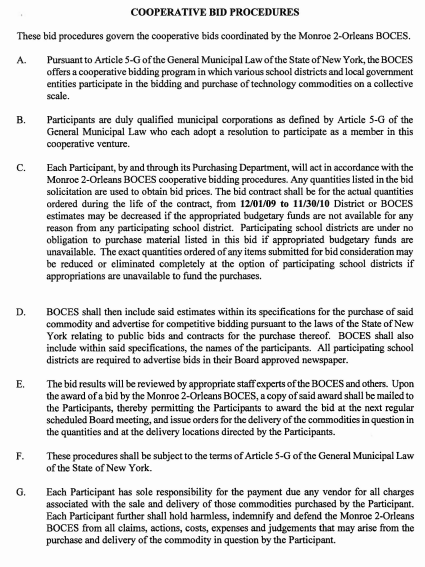 COOPERATIVE BID PROCEDURES
These bid procedures govern the cooperative bids coordinated by the Monroe 2-Orleans BOCES.
A. Pursuant to Article 5-G of the General Municipal Law of the State of New York, the BOCES
offers a cooperative bidding program in which various school districts and local government
entities participate in the bidding and purchase of technology commodities on a collective
scale.
B. Participants are duly qualified municipal corporations as defined by Article 5-G of the
General Municipal Law who each adopt a resolution to participate as a member in this
cooperative venture.
C. Each Participant, by and through its Purchasing Department, will act in accordance with the
Monroe 2-Orleans BOCES cooperative bidding procedures. Any quantities listed in the bid
solicitation are used to obtain bid prices. The bid contract shall be for the actual quantities
ordered during the life of the contract, from 12/01/09 to 11/30/10 District or BOCES
estimates may be decreased if the appropriated budgetary funds are not available for any
reason from any participating school district. Participating school districts are under no
obligation to purchase material listed in this bid if appropriated budgetary funds are
unavailable. The exact quantities ordered of any items submitted for bid consideration may
be reduced or eliminated completely at the option of participating school districts if
appropriations are unavailable to fund the purchases.
D. BOCES shall then include said estimates within its specifications for the purchase of said
commodity and advertise for competitive bidding pursuant to the laws of the State of New
York relating to public bids and contracts for the purchase thereof. BOCES shall also
include within said specifications, the names of the participants. All participating school
districts are required to advertise bids in their Board approved newspaper.
E. The bid results will be reviewed by appropriate staff experts of the BOCES and others. Upon
the award of a bid by the Monroe 2-Orleans BOCES, a copy of said award shall be mailed to
the Participants, thereby permitting the Participants to award the bid at the next regular
scheduled Board meeting, and issue orders for the delivery of the commodities in question in
the quantities and at the delivery locations directed by the Participants.
F. These procedures shall be subject to the terms of Article 5-G of the General Municipal Law
of the State of New York.
G. Each Participant has sole responsibility for the payment due any vendor for all charges
associated with the sale and delivery of those commodities purchased by the Participant.
Each Participant further shall hold harmless, indemnify and defend the Monroe 2-Orleans
BOCES from all claims, actions, costs, expenses and judgements that may arise from the
purchase and delivery of the commodity in question by the Participant.